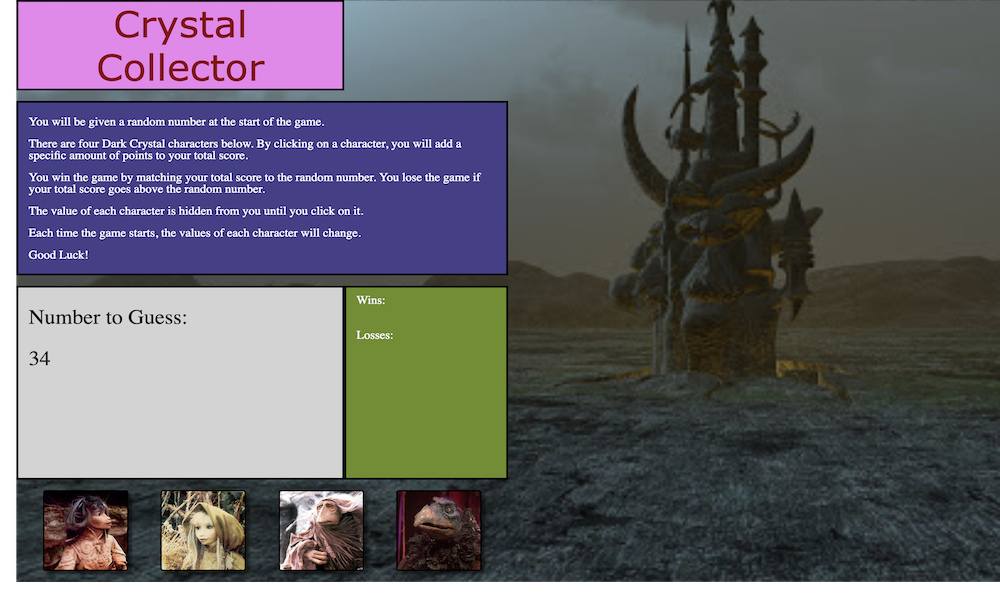 Crystal
Collector
You will be given a random number at the start of the game.
There are four Dark Crystal characters below. By clicking on a character, you will add a
specific amount of points to your total score.
You win the game by matching your total score to the random number. You lose the game if
your total score goes above the random number.
The value of each character is hidden from you until you click on it.
Each time the game starts, the values of each character will change.
Good Luck!
Number to Guess:
34
Wins:
Losses: